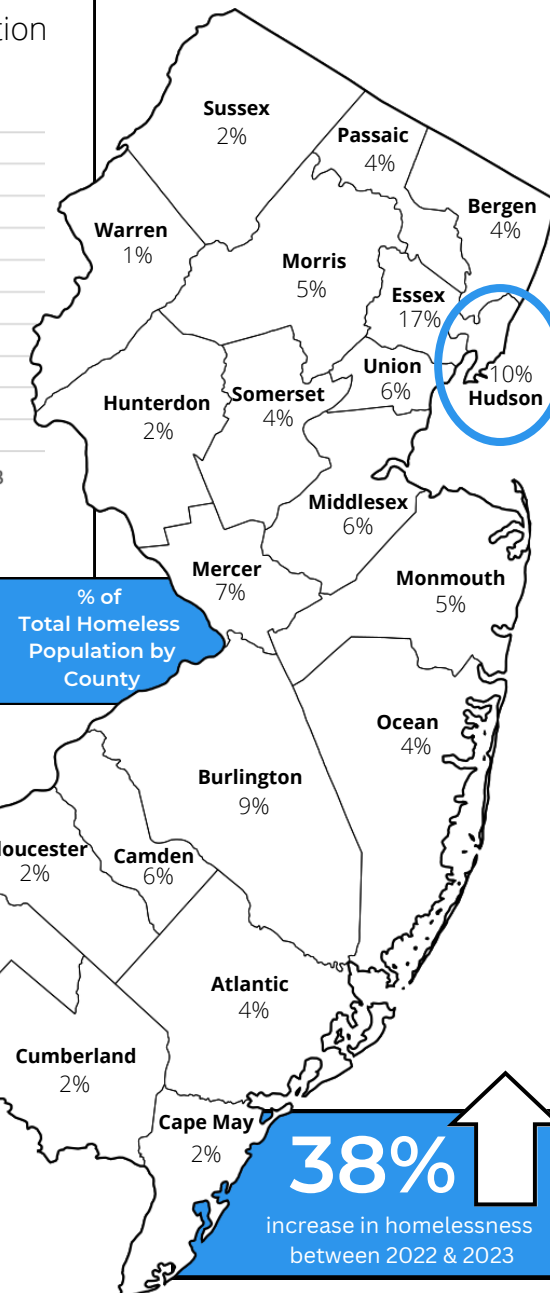 tion
Sussex
2%
Passaic
4%
Bergen
4%
Warren
1%
Morris
5%
Essex
17%
10%
Hudson
Union
6%
Hunterdon
2%
Somerset
4%
Middlesex
6%
Mercer
7%
Monmouth
5%
% of
Total Homeless
Population by
County
Ocean
4%
Burlington
9%
loucester
2%
Camden
6%
Atlantic
4%
Cumberland
2%
Cape May
2%
38%
increase in homelessness
between 2022 & 2023